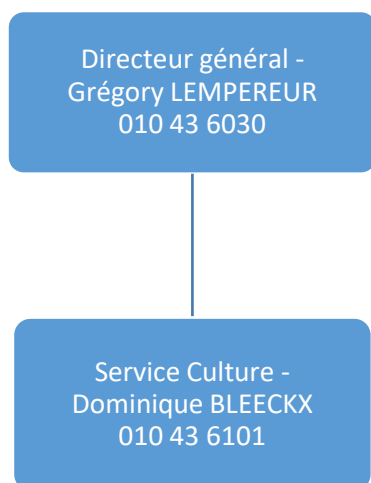 Directeur général -
Grégory LEMPEREUR
010 43 6030
Service Culture -
Dominique BLEECKX
010 43 6101